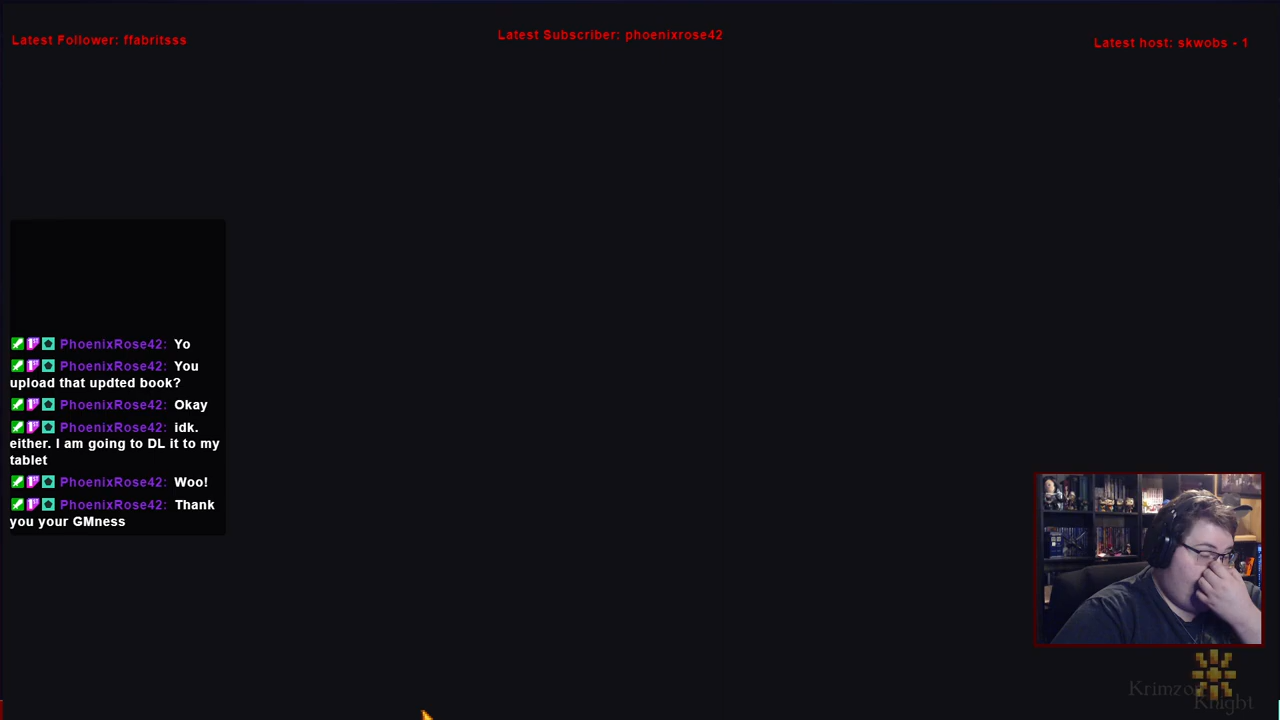 Latest Follower: ffabritsss
Latest Subscriber: phoenixrose42
Latest host: skwobs - 1
PhoenixRose42: Yo
PhoenixRose42: You
upload that updted book?
PhoenixRose42: Okay
PhoenixRose42: idk.
either. I am going to DL it to my
tablet
PhoenixRose42: Woo!
PhoenixRose42: Thank
you your GMness
Krimzon
Knight